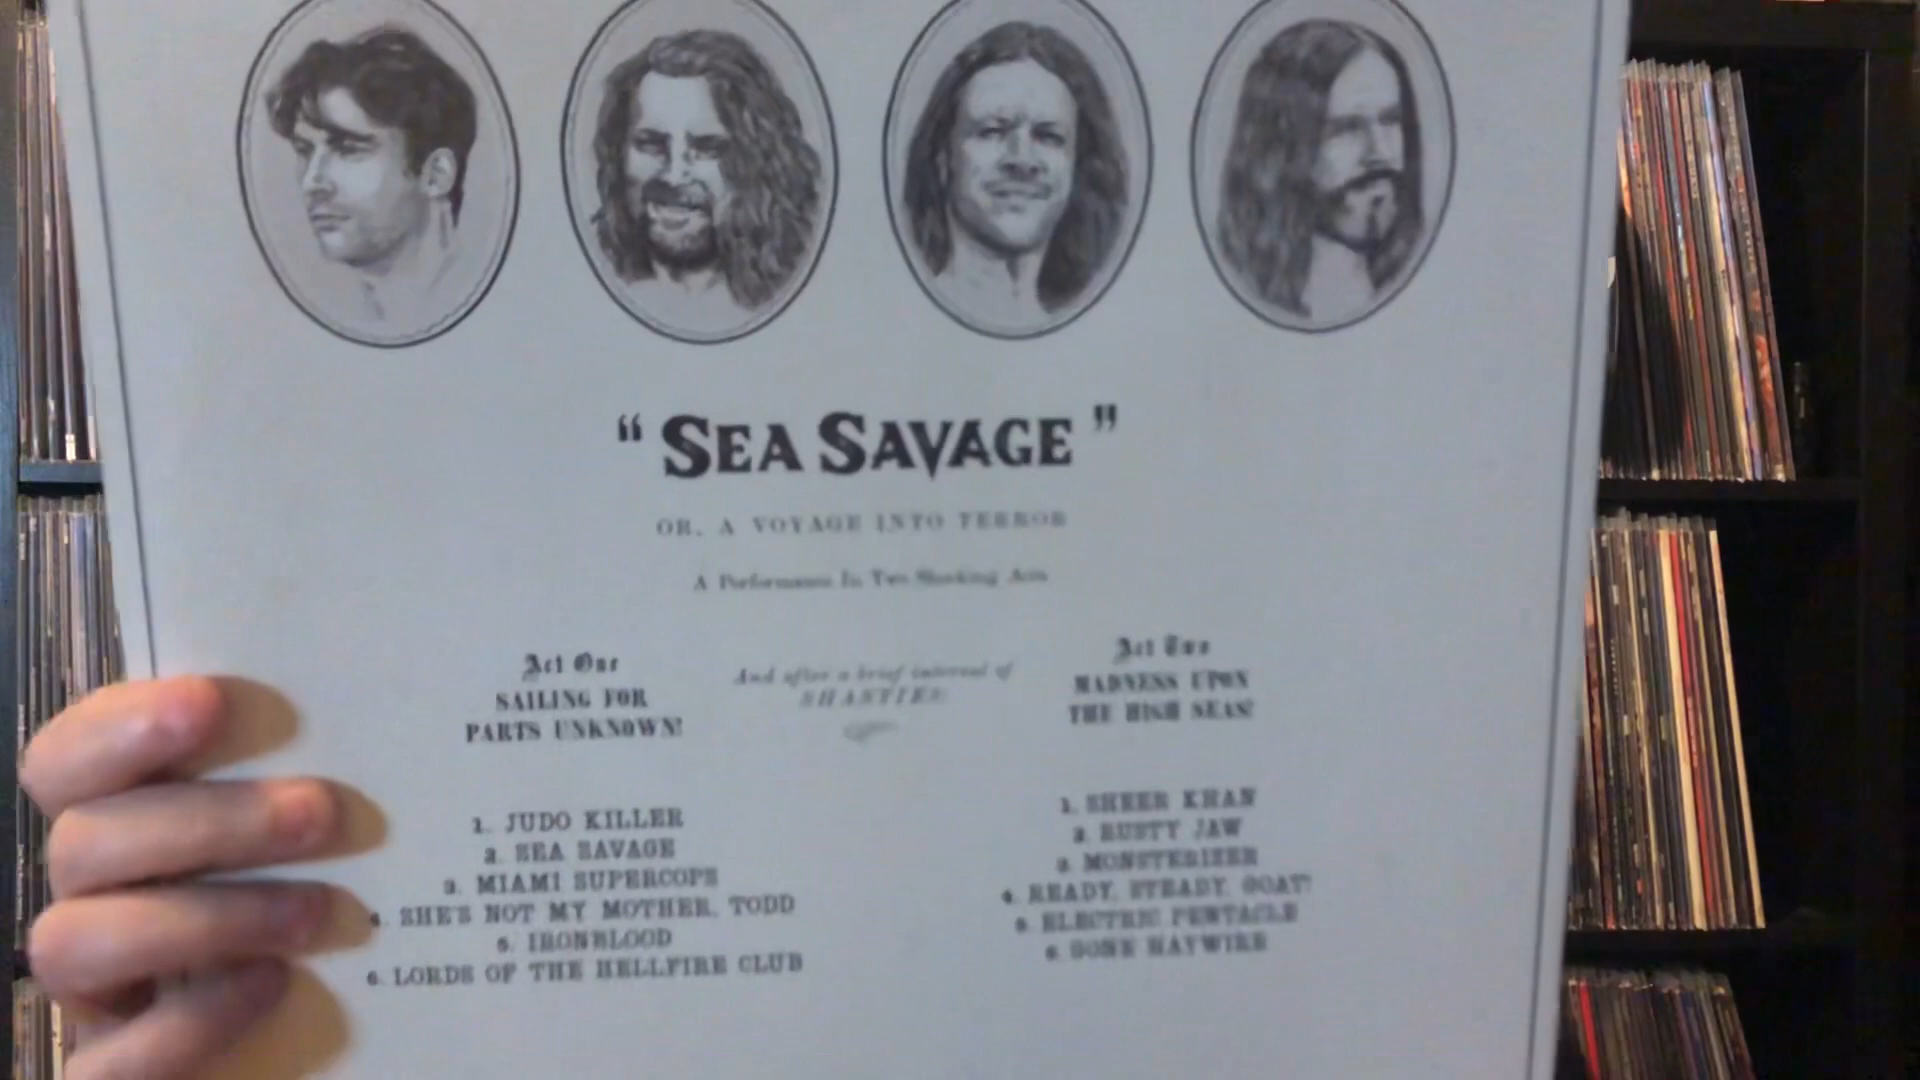 “ SEA SAVAGE ”
OR, A VOYAGE INTO TERROR
A Performance In Two Shocking Acts
Act One
SAILING FOR
PARTS UNKNOWN!
And after a brief interval of
SHANTIES:
Act Two
MADNESS UPON
THE HIGH SEAS!
1. JUDO KILLER
2. SEA SAVAGE
3. MIAMI SUPERCOPS
4. SHE'S NOT MY MOTHER, TODD
5. IRONBLOOD
6. LORDS OF THE HELLFIRE CLUB
1. SHEER KHAN
2. RUSTY JAW
3. MONSTERIZER
4. READY, STEADY, GOAT!
5. ELECTRIC PENTACLE
6. GONE HAYWIRE